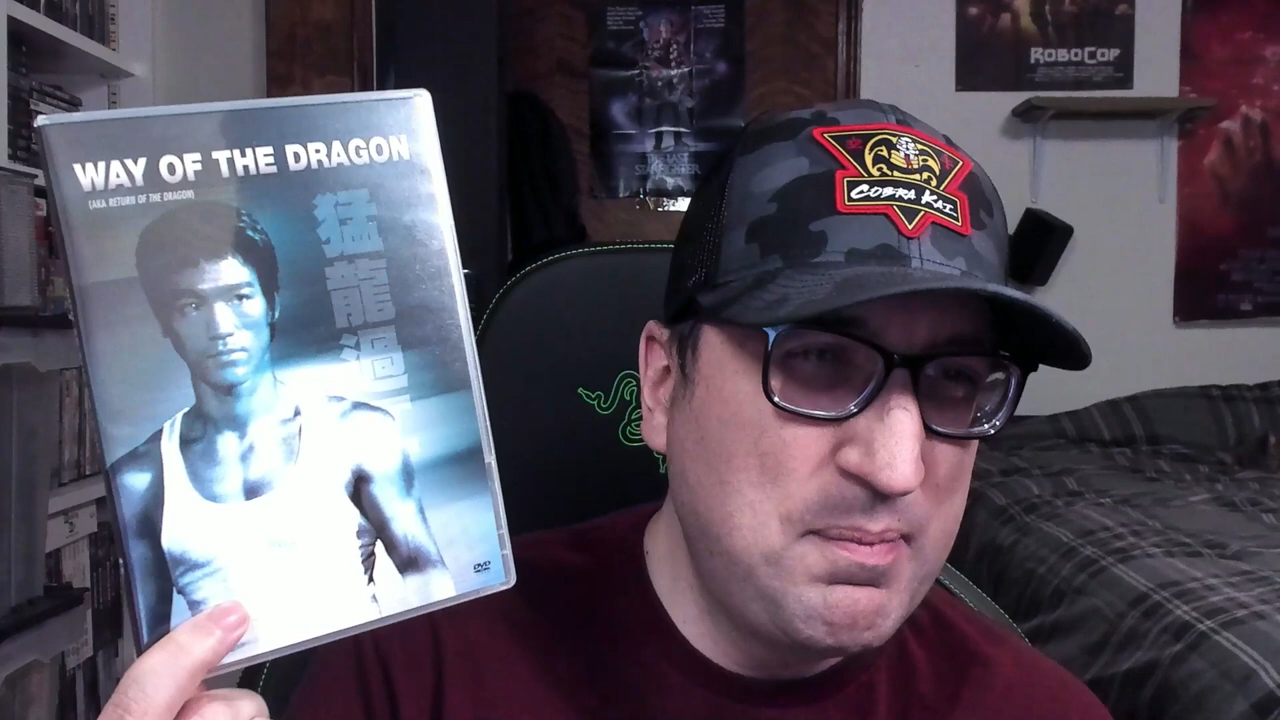 WAY OF THE DRAGON
(AKA RETURN OF THE DRAGON)
猛
龍
過
DVD
COBRA KAI
THE LAST
STARFIGHTER
ROBOCOP